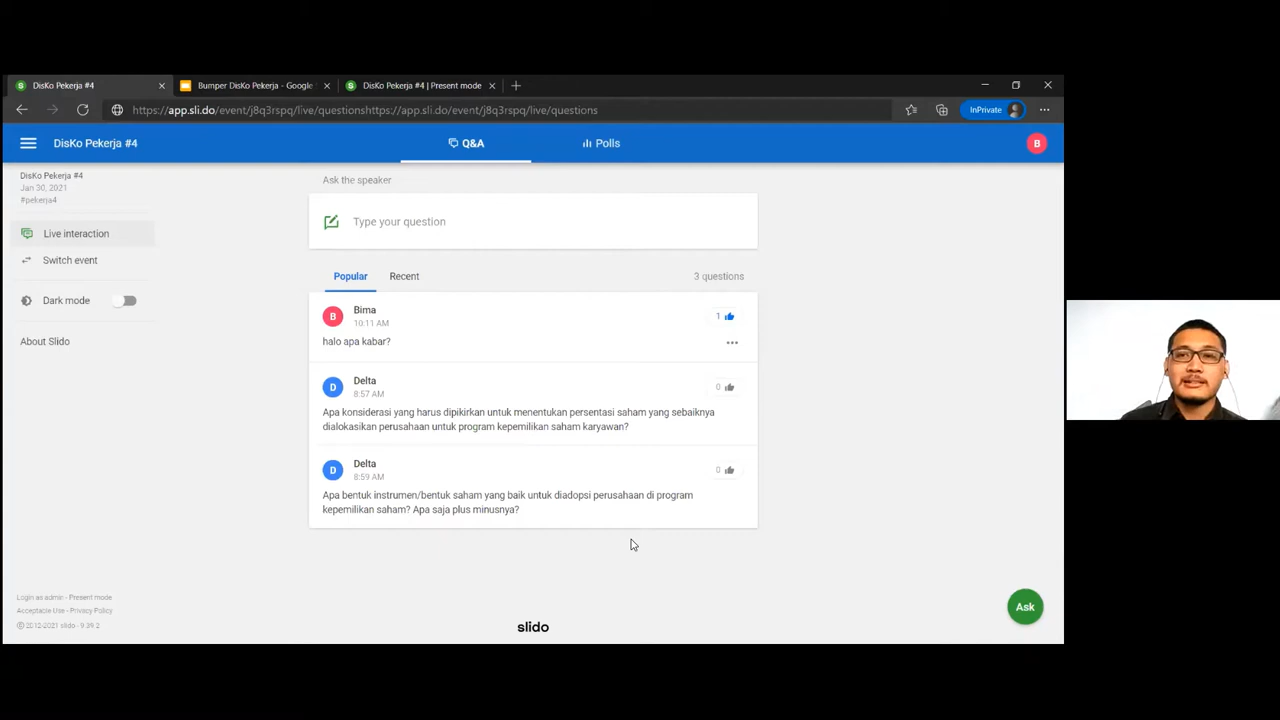 DisKo Pekerja #4
Bumper DisKo Pekerja - Google
DisKo Pekerja #4 | Present mode
https://app.sli.do/event/j8q3rspq/live/questionshttps://app.sli.do/event/j8q3rspq/live/questions
InPrivate
DisKo Pekerja #4
Q&A
Polls
B
DisKo Pekerja #4
Jan 30, 2021
#pekerja4
Live interaction
Switch event
Dark mode
About Slido
Ask the speaker
Type your question
Popular
Recent
3 questions
B
Bima
10:11 AM
1
halo apa kabar?
D
Delta
8:57 AM
0
Apa konsiderasi yang harus dipikirkan untuk menentukan persentasi saham yang sebaiknya
dialokasikan perusahaan untuk program kepemilikan saham karyawan?
D
Delta
8:59 AM
0
Apa bentuk instrumen/bentuk saham yang baik untuk diadopsi perusahaan di program
kepemilikan saham? Apa saja plus minusnya?
Login as admin - Present mode
Acceptable Use - Privacy Policy
© 2012-2021 slido - 9.39.2
slido
Ask